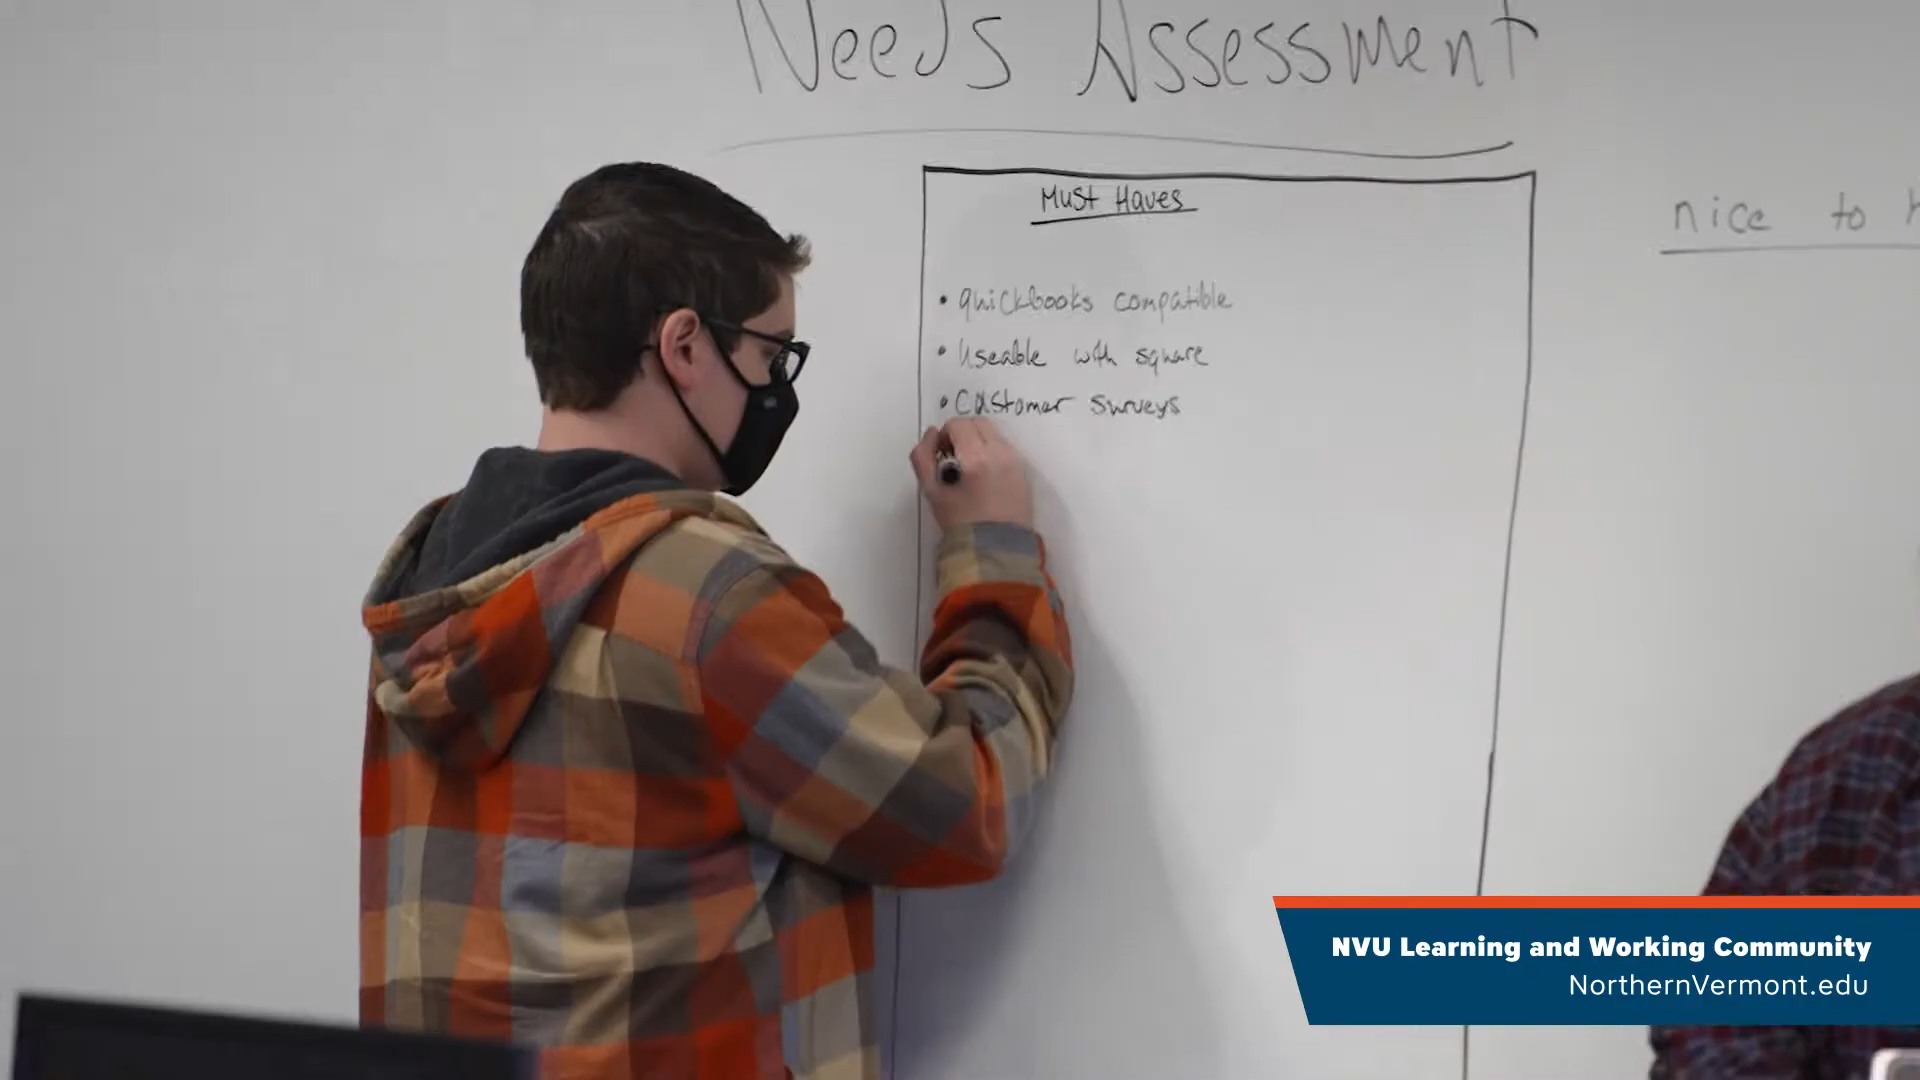 Needs Assessment
Must Haves
nice to
• quickbooks compatible
• Useable with square
• Customer surveys
NVU Learning and Working Community
NorthernVermont.edu